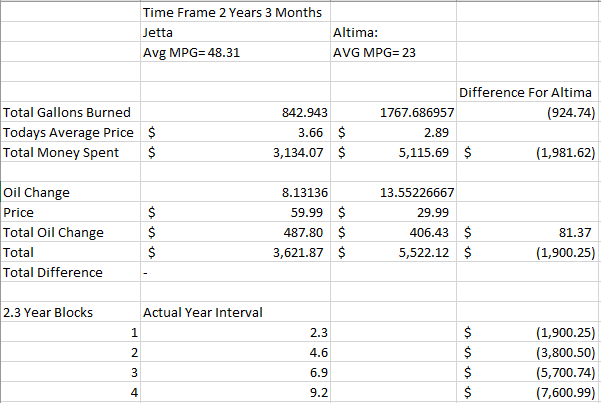 Time Frame 2 Years 3 Months
Jetta Altima:
Avg MPG= 48.31 AVG MPG= 23
Difference For Altima
Total Gallons Burned 842.943 1767.686957 (924.74)
Todays Average Price $ 3.66 $ 2.89
Total Money Spent $ 3,134.07 $ 5,115.69 $ (1,981.62)
Oil Change 8.13136 13.55226667
Price $ 59.99 $ 29.99
Total Oil Change $ 487.80 $ 406.43 $ 81.37
Total $ 3,621.87 $ 5,522.12 $ (1,900.25)
Total Difference -
2.3 Year Blocks Actual Year Interval
1 2.3 $ (1,900.25)
2 4.6 $ (3,800.50)
3 6.9 $ (5,700.74)
4 9.2 $ (7,600.99)